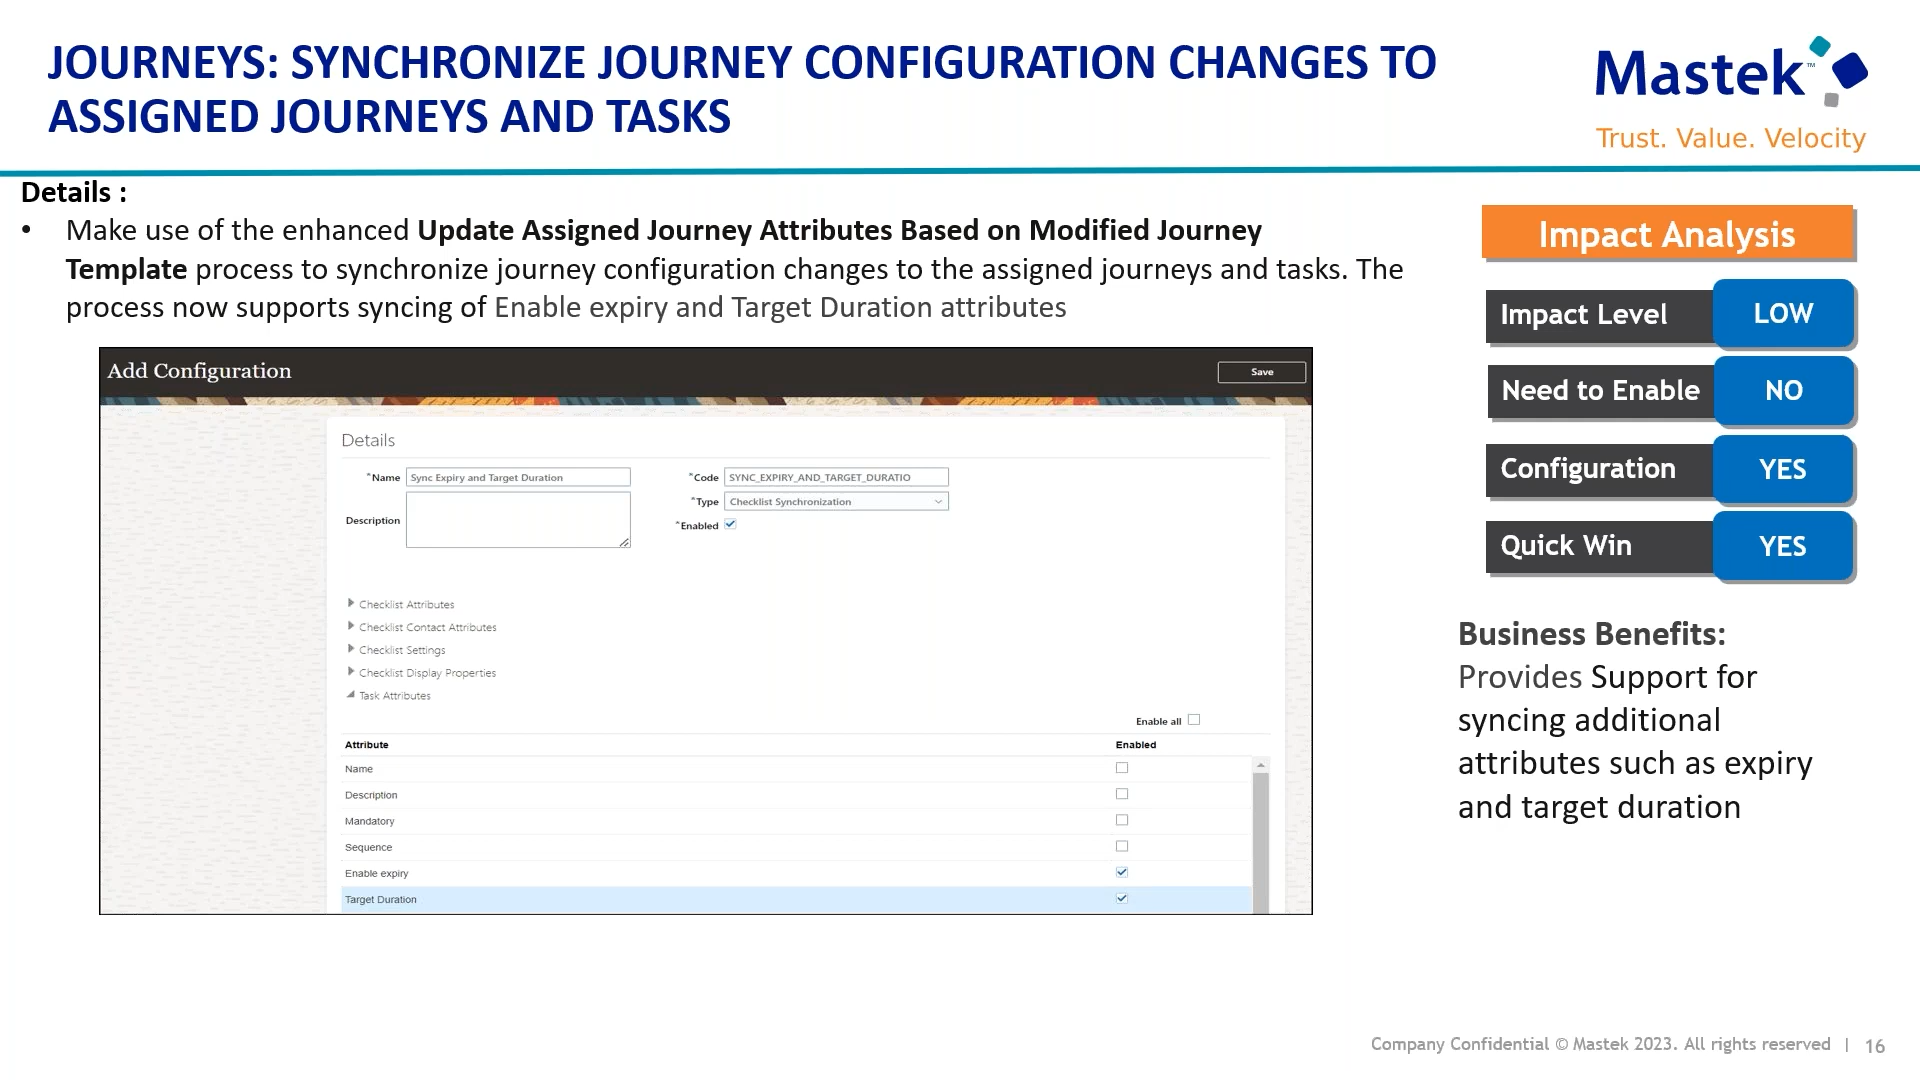 JOURNEYS: SYNCHRONIZE JOURNEY CONFIGURATION CHANGES TO
ASSIGNED JOURNEYS AND TASKS
Mastek™
Trust. Value. Velocity
Details :
• Make use of the enhanced Update Assigned Journey Attributes Based on Modified Journey
Template process to synchronize journey configuration changes to the assigned journeys and tasks. The
process now supports syncing of Enable expiry and Target Duration attributes
Add Configuration
Save
Details
*Name Sync Expiry and Target Duration
*Code SYNC_EXPIRY_AND_TARGET_DURATIO
*Type Checklist Synchronization
Description
*Enabled
Checklist Attributes
Checklist Contact Attributes
Checklist Settings
Checklist Display Properties
Task Attributes
Enable all
Attribute Enabled
Name
Description
Mandatory
Sequence
Enable expiry
Target Duration
Impact Analysis
Impact Level LOW
Need to Enable NO
Configuration YES
Quick Win YES
Business Benefits:
Provides Support for
syncing additional
attributes such as expiry
and target duration
Company Confidential © Mastek 2023. All rights reserved | 16